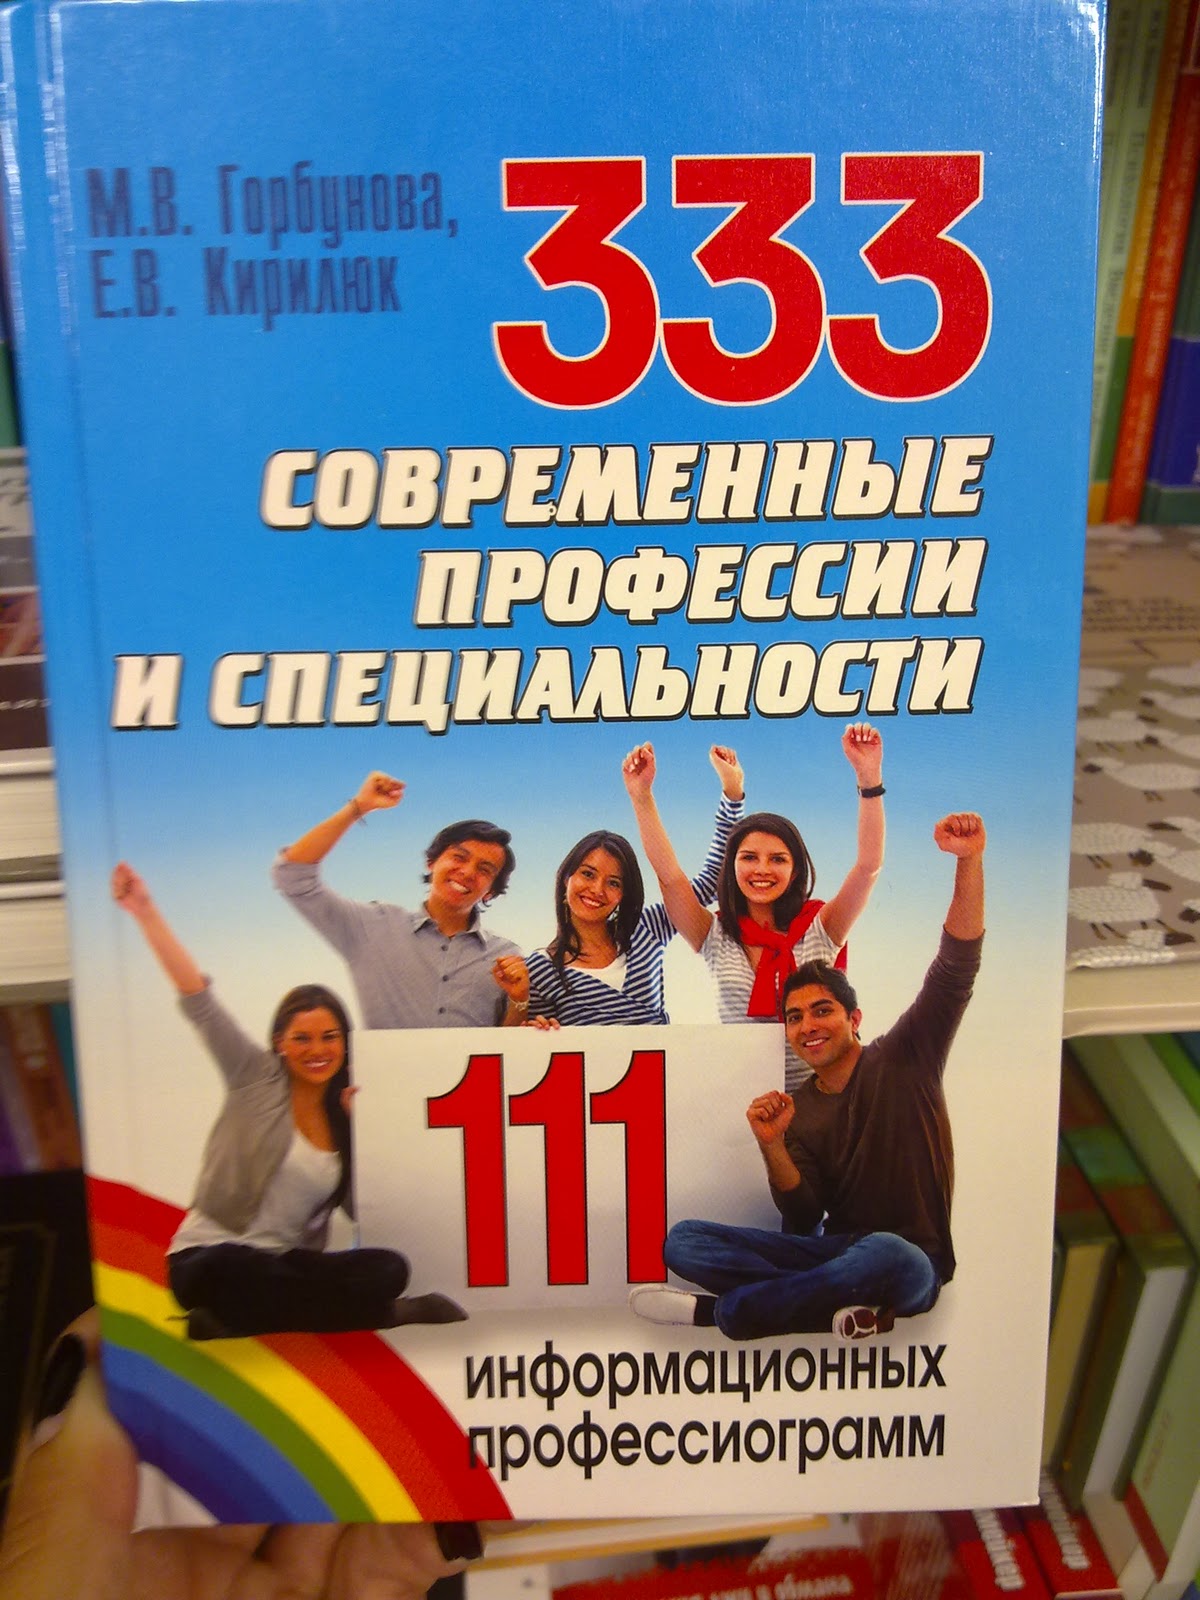 М.В. Горбунова,
Е.В. Кирилюк
333
СОВРЕМЕННЫЕ
ПРОФЕССИИ
И СПЕЦИАЛЬНОСТИ
111
информационных
профессиограмм